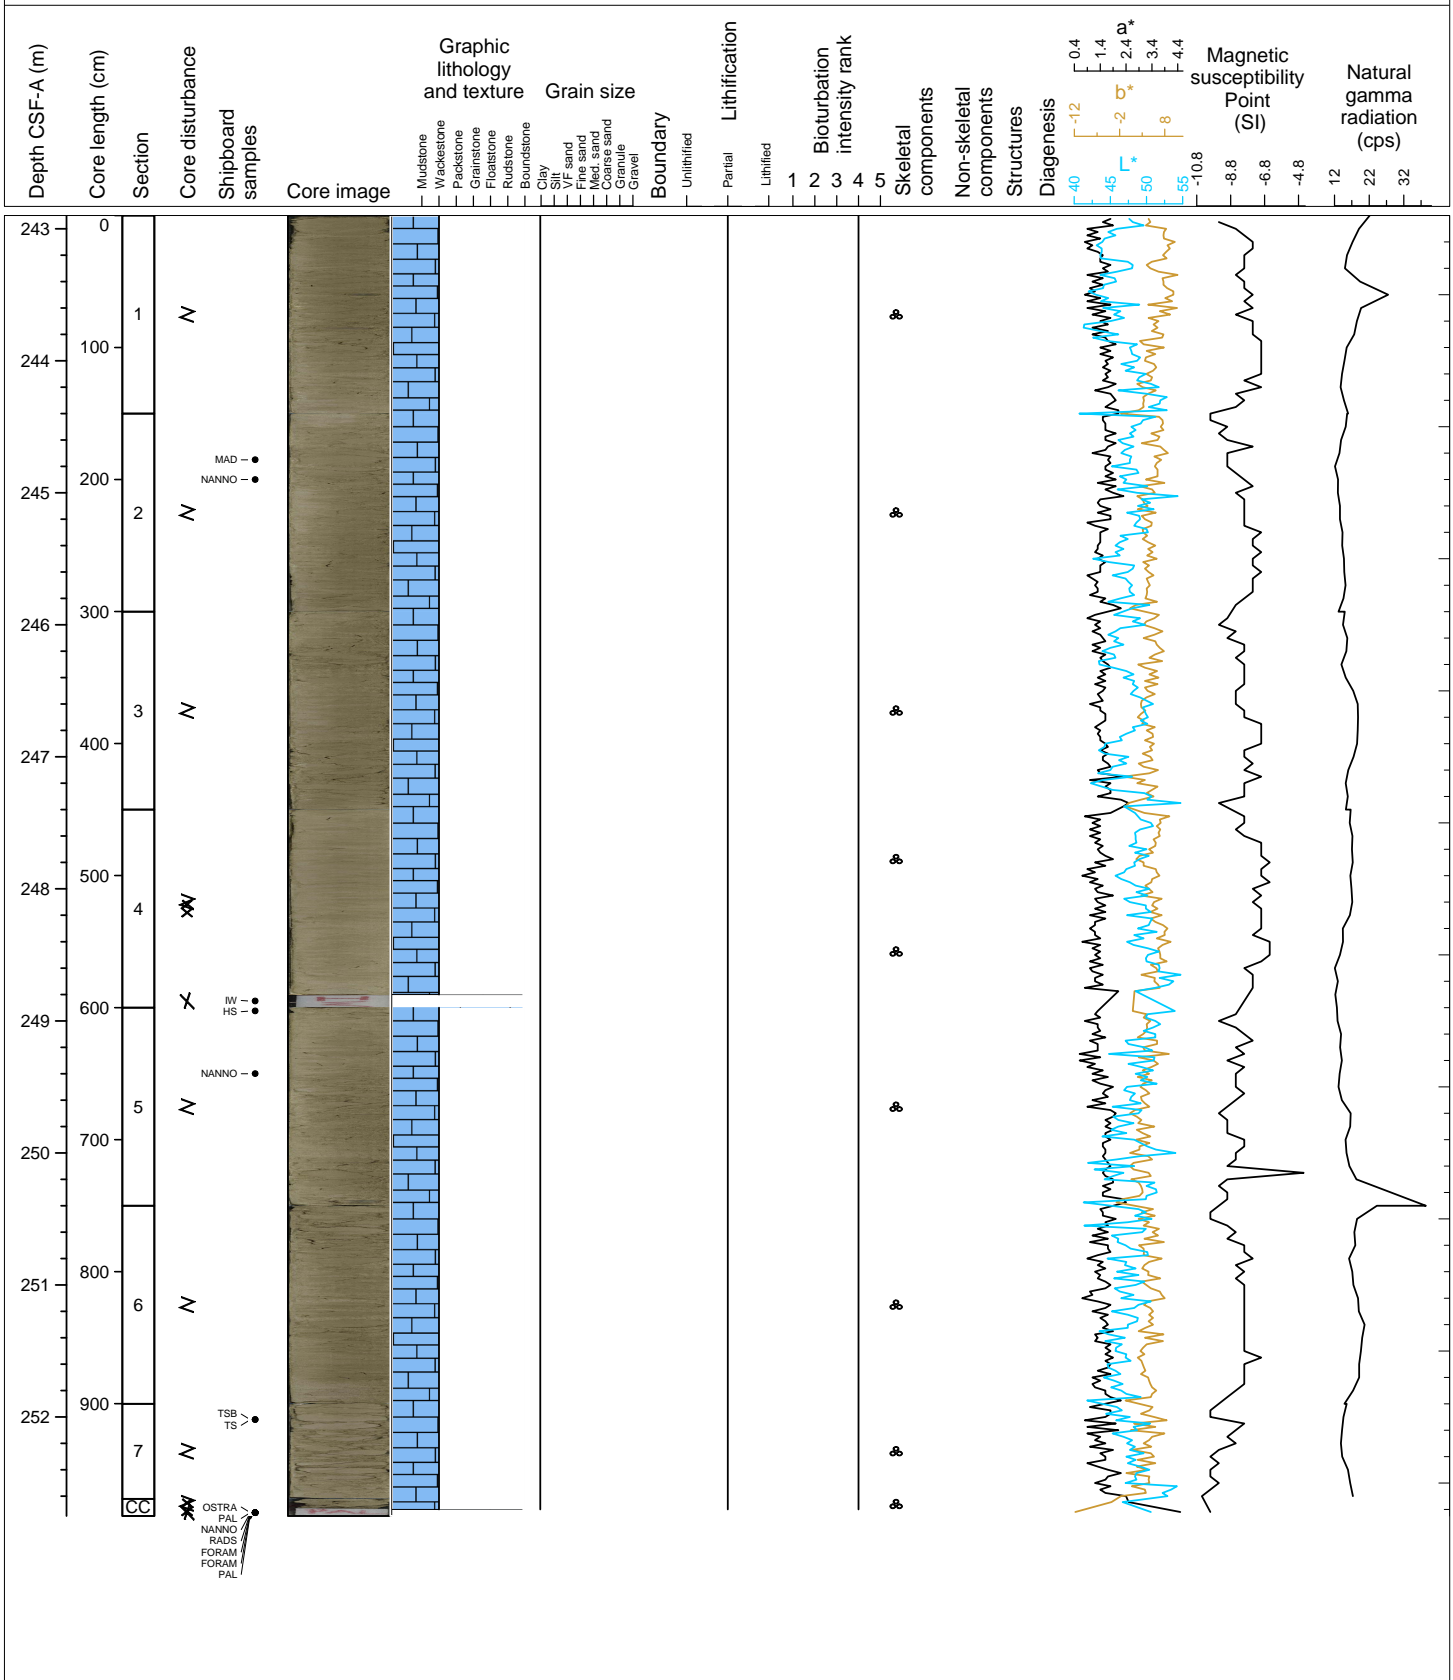 Depth CSF-A (m)
Core length (cm)
Section
Core disturbance
Shipboard
samples
Core image
Graphic
lithology
and texture
Mudstone
Wackestone
Packstone
Grainstone
Floatstone
Rudstone
Boundstone
Grain size
Clay
Silt
VF sand
Fine sand
Med. sand
Coarse sand
Granule
Gravel
Boundary
Lithification
Unlithified
Partial
Lithified
Bioturbation
intensity rank
1 2 3 4 5
Skeletal
components
Non-skeletal
components
Structures
Diagenesis
a*
0.4 1.4 2.4 3.4 4.4
b*
-12 -2 8
L*
40 45 50 55
Magnetic
susceptibility
Point
(SI)
-10.8 -8.8 -6.8 -4.8
Natural
gamma
radiation
(cps)
12 22 32
0
243
1
100
244
MAD
200
NANNO
245
2
300
246
3
400
247
500
248
4
IW
600
HS
249
NANNO
5
700
250
800
251
6
900
TSB
252
TS
7
CC
OSTRA
PAL
NANNO
RADS
FORAM
FORAM
PAL